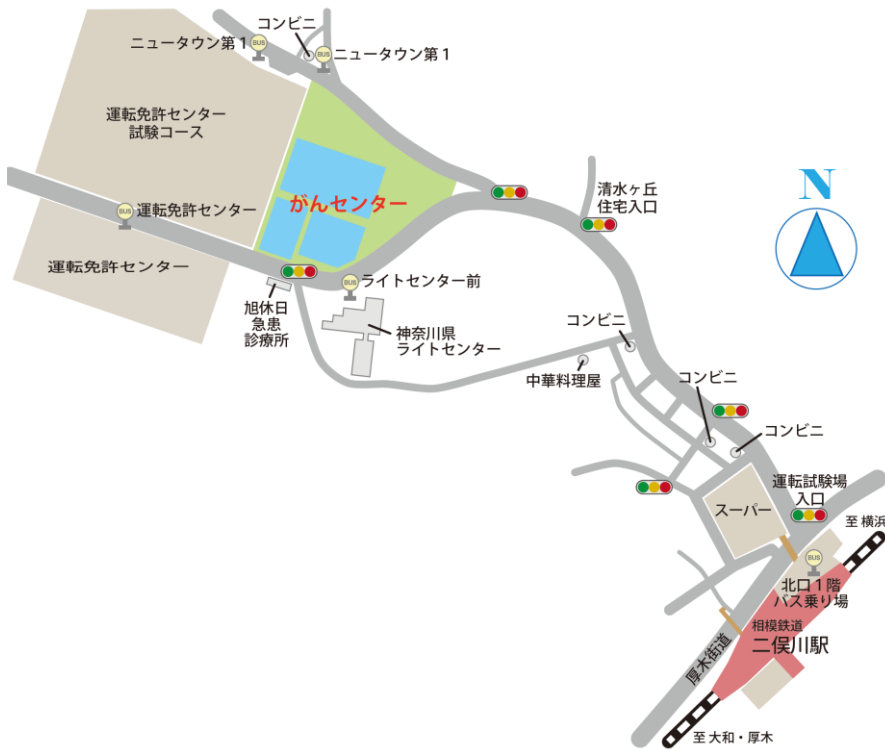 コンビニ
ニュータウン第1
BUS
BUS
ニュータウン第1
運転免許センター
試験コース
がんセンター
清水ヶ丘
住宅入口
N
BUS
運転免許センター
運転免許センター
BUS
ライトセンター前
旭休日
急患
診療所
神奈川県
ライトセンター
コンビニ
中華料理屋
コンビニ
コンビニ
運転試験場
入口
スーパー
至 横浜
BUS
北口1階
バス乗り場
相模鉄道
二俣川駅
厚木街道
至 大和・厚木